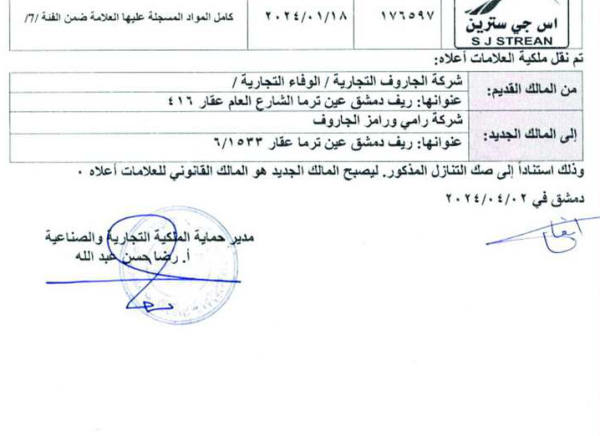 اس جي سترين
S J STREAN
١٧٦٥٩٧
٢٠٢٤/٠١/١٨
كامل المواد المسجلة عليها العلامة ضمن الفئة /7/
تم نقل ملكية العلامات أعلاه:
من المالك القديم:
شركة الجاروف التجارية / الوفاء التجارية /
عنوانها: ريف دمشق عين ترما الشارع العام عقار ٤١٦
إلى المالك الجديد:
شركة رامي ورامز الجاروف
عنوانها: ريف دمشق عين ترما عقار ٦/١٥٣٣
وذلك استناداً إلى صك التنازل المذكور. ليصبح المالك الجديد هو المالك القانوني للعلامات أعلاه ٠
دمشق في ٢٠٢٤/٠٤/٠٢
مدير حماية الملكية التجارية والصناعية
أ. رضا حسن عبد الله